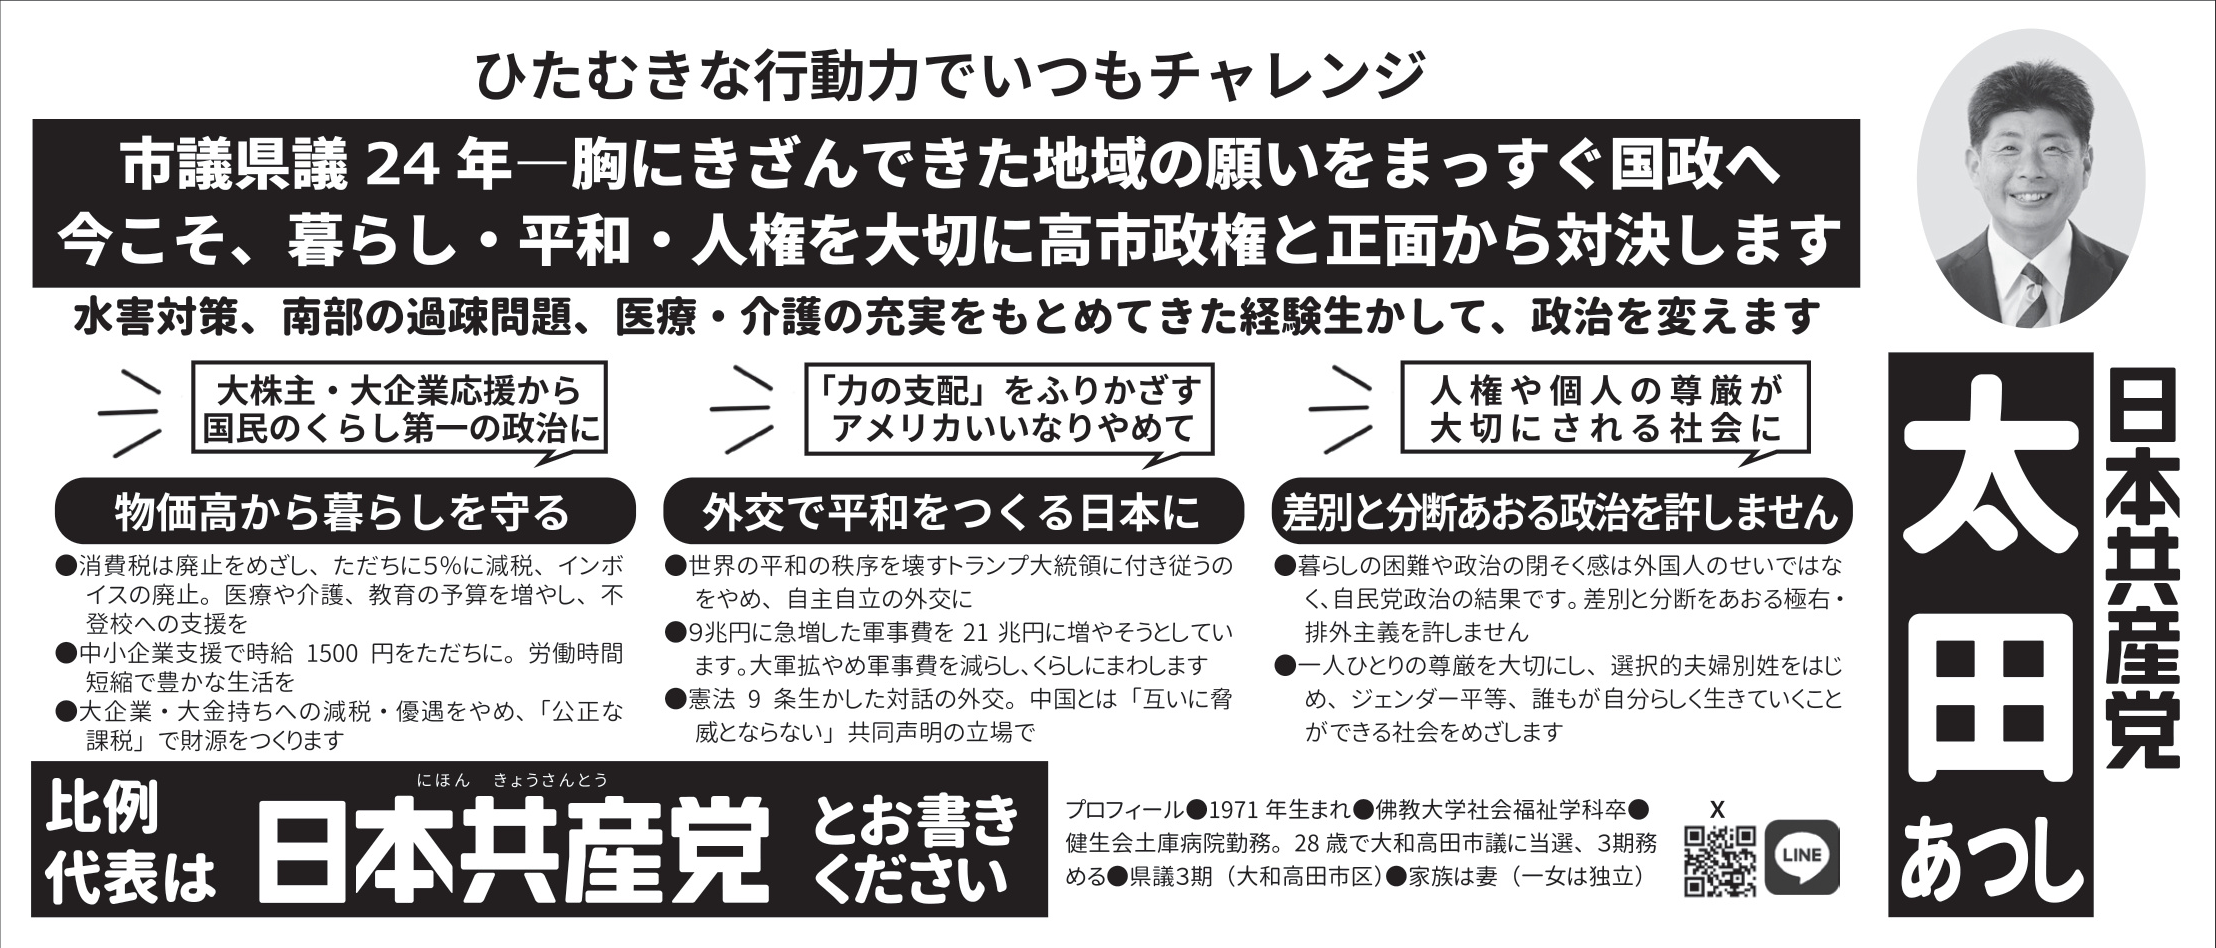 ひたむきな行動力でいつもチャレンジ
市議県議 24 年―胸にきざんできた地域の願いをまっすぐ国政へ
今こそ、暮らし・平和・人権を大切に高市政権と正面から対決します
水害対策、南部の過疎問題、医療・介護の充実をもとめてきた経験生かして、政治を変えます
大株主・大企業応援から
国民のくらし第一の政治に
物価高から暮らしを守る
●消費税は廃止をめざし、ただちに5%に減税、インボ
イスの廃止。医療や介護、教育の予算を増やし、不
登校への支援を
●中小企業支援で時給 1500 円をただちに。労働時間
短縮で豊かな生活を
●大企業・大金持ちへの減税・優遇をやめ、「公正な
課税」で財源をつくります
「力の支配」をふりかざす
アメリカいいなりやめて
外交で平和をつくる日本に
●世界の平和の秩序を壊すトランプ大統領に付き従うの
をやめ、自主自立の外交に
●9兆円に急増した軍事費を 21 兆円に増やそうとしてい
ます。大軍拡やめ軍事費を減らし、くらしにまわします
●憲法 9 条生かした対話の外交。中国とは「互いに脅
威とならない」共同声明の立場で
人権や個人の尊厳が
大切にされる社会に
差別と分断あおる政治を許しません
●暮らしの困難や政治の閉そく感は外国人のせいではな
く、自民党政治の結果です。差別と分断をあおる極右・
排外主義を許しません
●一人ひとりの尊厳を大切にし、選択的夫婦別姓をはじ
め、ジェンダー平等、誰もが自分らしく生きていくこと
ができる社会をめざします
比例
代表は
にほん きょうさんとう
日本共産党
とお書き
ください
プロフィール●1971 年生まれ●佛教大学社会福祉学科卒●
健生会土庫病院勤務。28 歳で大和高田市議に当選、3期務
める●県議3期（大和高田市区）●家族は妻（一女は独立）
X
LINE
日本共産党
太田あつし